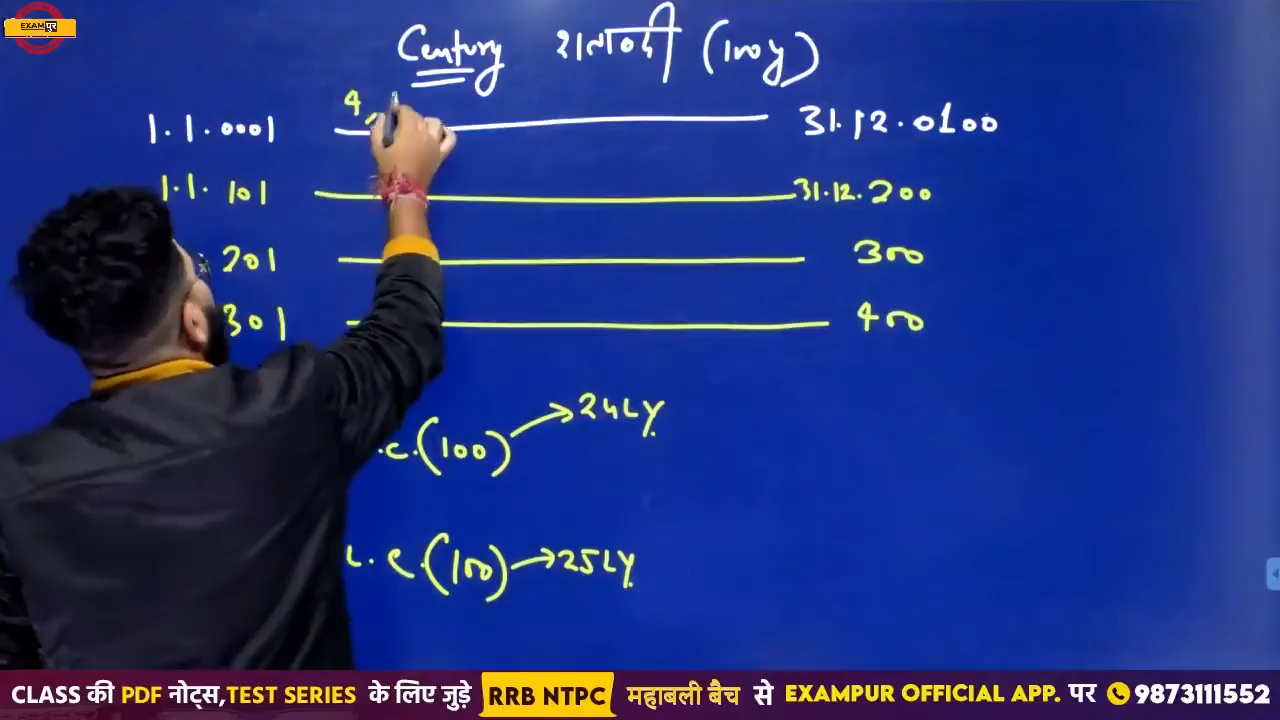 EXAMपुर
Century शताब्दी (100y)
4,
1.1.0001 31.12.0100
1.1.101 31.12.200
201 300
301 400
.C.(100) → 24LY
L.C.(100) → 25LY
CLASS की PDF नोट्स,TEST SERIES के लिए जुड़े RRB NTPC महाबली बैच से EXAMPUR OFFICIAL APP. पर 9873111552